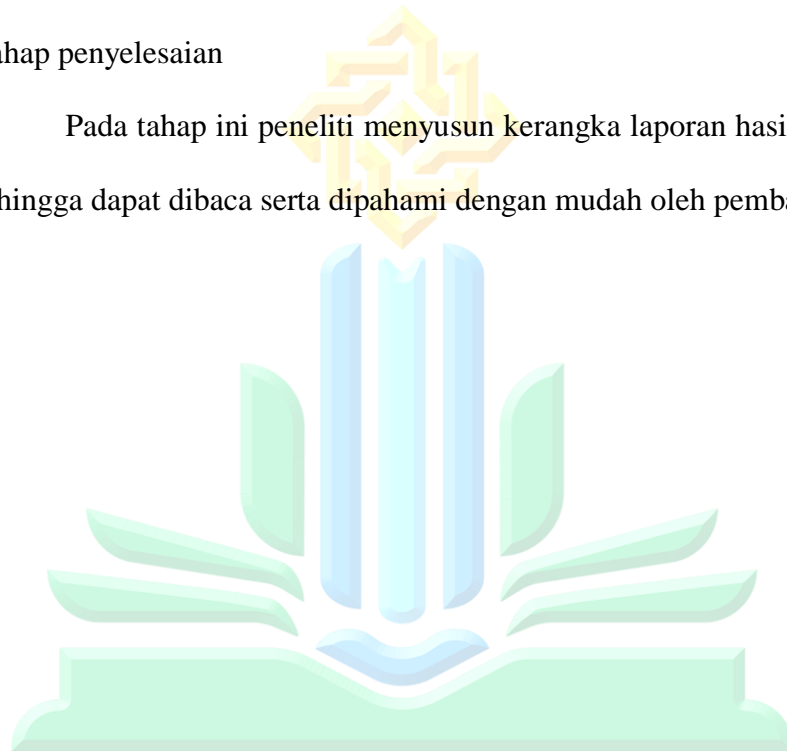 ahap penyelesaian
Pada tahap ini peneliti menyusun kerangka laporan hasi
hingga dapat dibaca serta dipahami dengan mudah oleh pemba